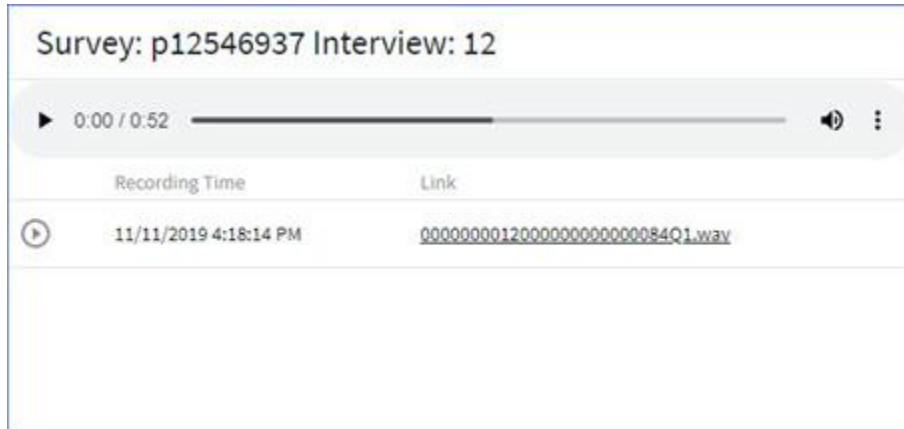 Survey: p12546937 Interview: 12
0:00 / 0:52
Recording Time Link
11/11/2019 4:18:14 PM 0000000012000000000000084Q1.wav